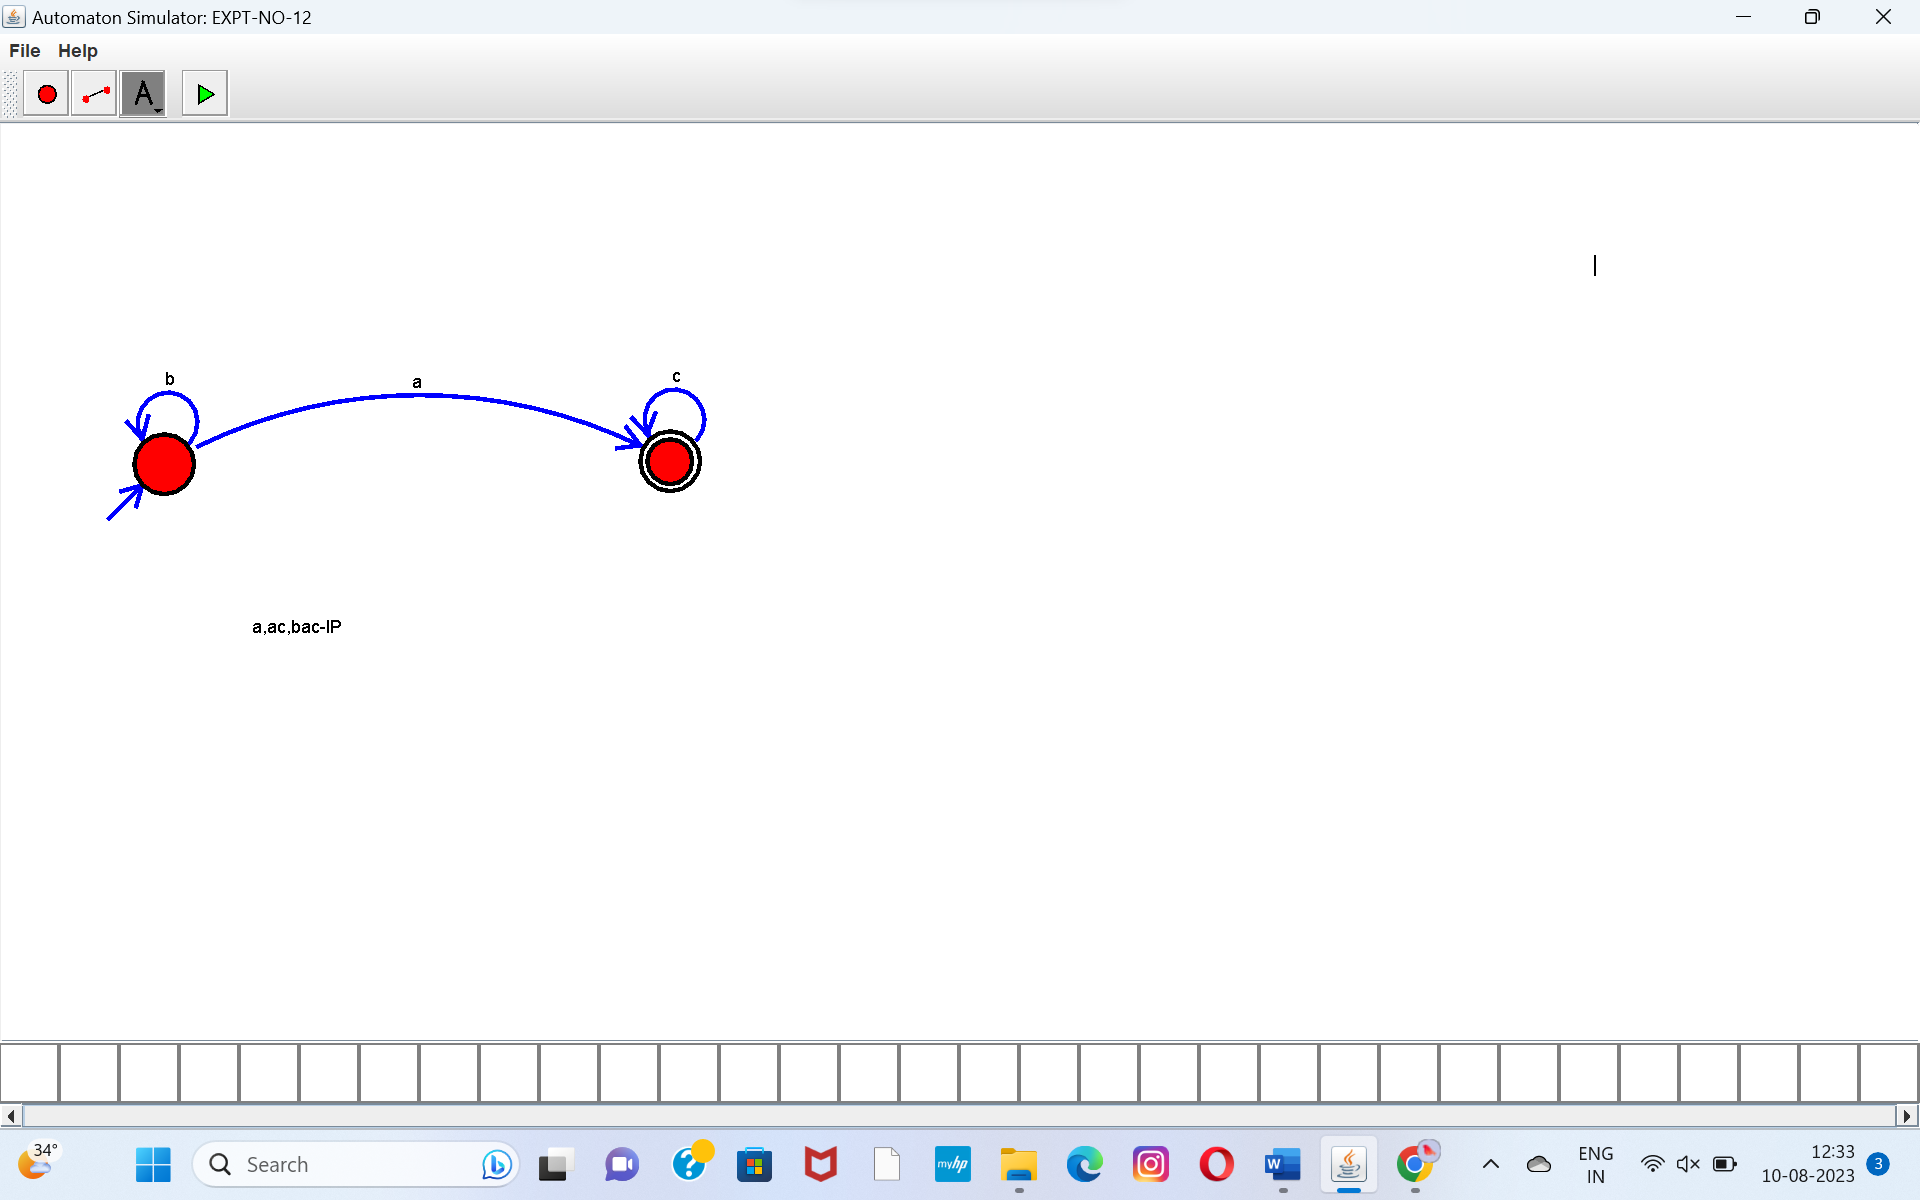 Automaton Simulator: EXPT-NO-12
File Help
A
b
a
c
a,ac,bac-IP
34°
Search
myhp
W
ENG
IN
12:33
10-08-2023
3